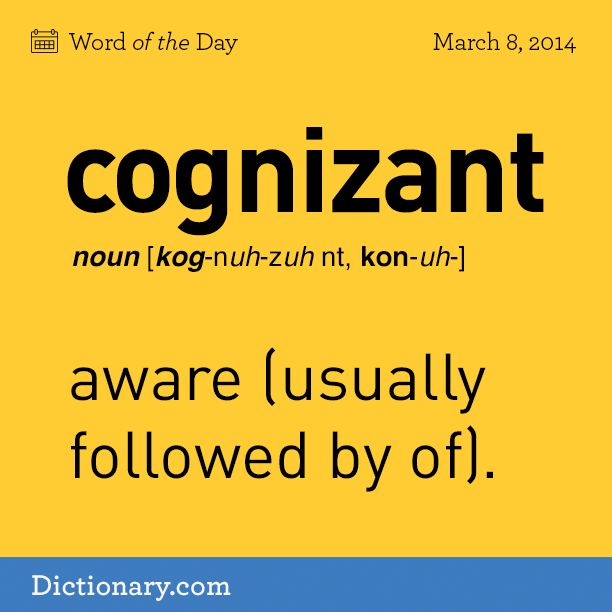 Word of the Day March 8, 2014
cognizant
noun [kog-nuh-zuh nt, kon-uh-]
aware (usually
followed by of).
Dictionary.com